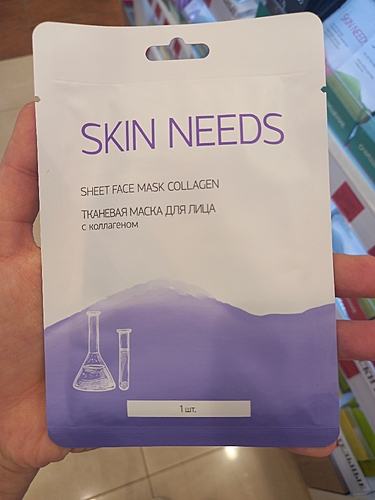 SKIN NEEDS
SHEET FACE MASK COLLAGEN
ТКАНЕВАЯ МАСКА ДЛЯ ЛИЦА
с коллагеном
1 шт.